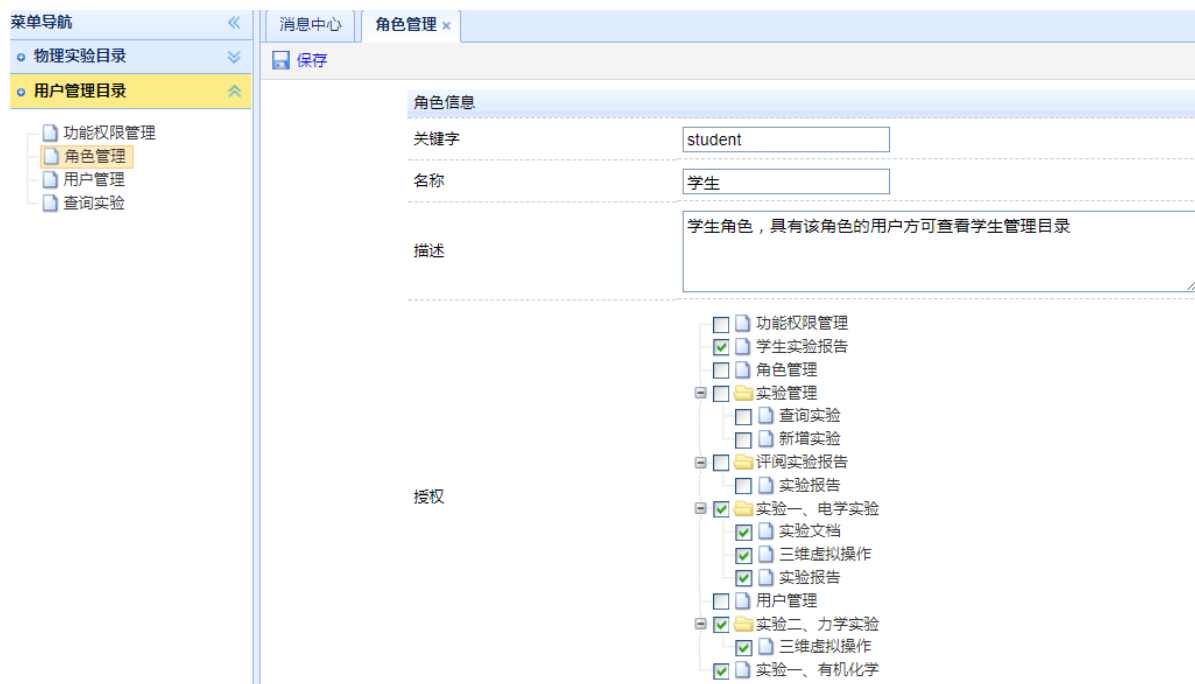 菜单导航
物理实验目录
用户管理目录
功能权限管理
角色管理
用户管理
查询实验
消息中心 角色管理 ×
保存
角色信息
关键字 student
名称 学生
描述 学生角色，具有该角色的用户方可查看学生管理目录
授权
功能权限管理
学生实验报告
角色管理
实验管理
查询实验
新增实验
评阅实验报告
实验报告
实验一、电学实验
实验文档
三维虚拟操作
实验报告
用户管理
实验二、力学实验
三维虚拟操作
实验一、有机化学